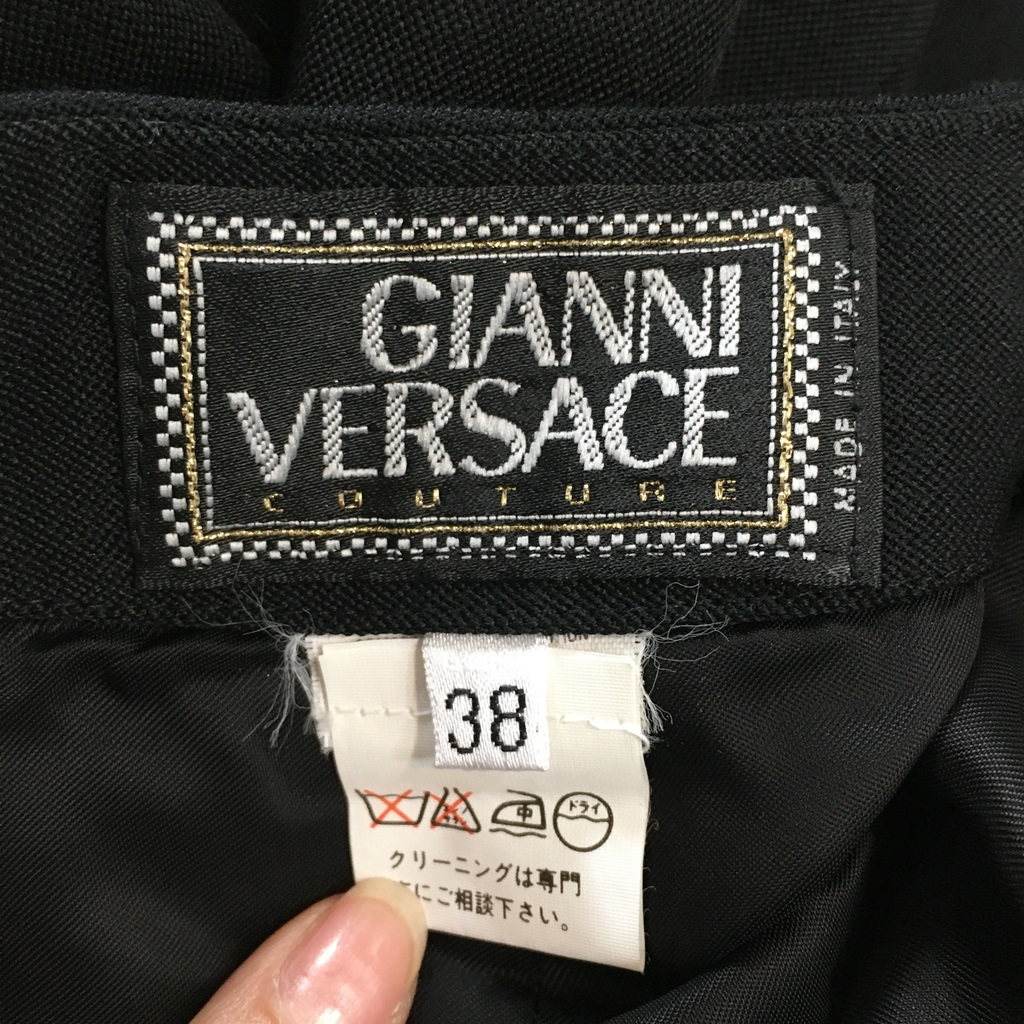 GIANNI
VERSACE
COUTURE
MADE IN ITALY
38
中
ドライ
クリーニングは専門
にご相談下さい。